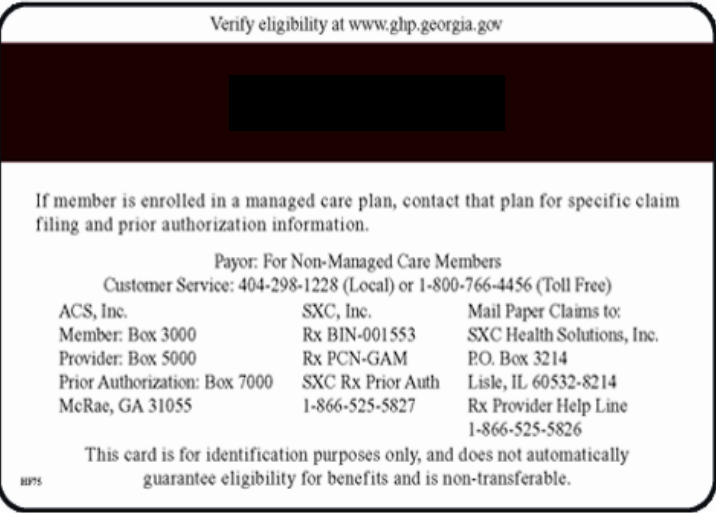 Verify eligibility at www.ghp.georgia.gov
If member is enrolled in a managed care plan, contact that plan for specific claim
filing and prior authorization information.
Payor: For Non-Managed Care Members
Customer Service: 404-298-1228 (Local) or 1-800-766-4456 (Toll Free)
ACS, Inc.
Member: Box 3000
Provider: Box 5000
Prior Authorization: Box 7000
McRae, GA 31055
SXC, Inc.
Rx BIN-001553
Rx PCN-GAM
SXC Rx Prior Auth
1-866-525-5827
Mail Paper Claims to:
SXC Health Solutions, Inc.
P.O. Box 3214
Lisle, IL 60532-8214
Rx Provider Help Line
1-866-525-5826
This card is for identification purposes only, and does not automatically
guarantee eligibility for benefits and is non-transferable.
HP75